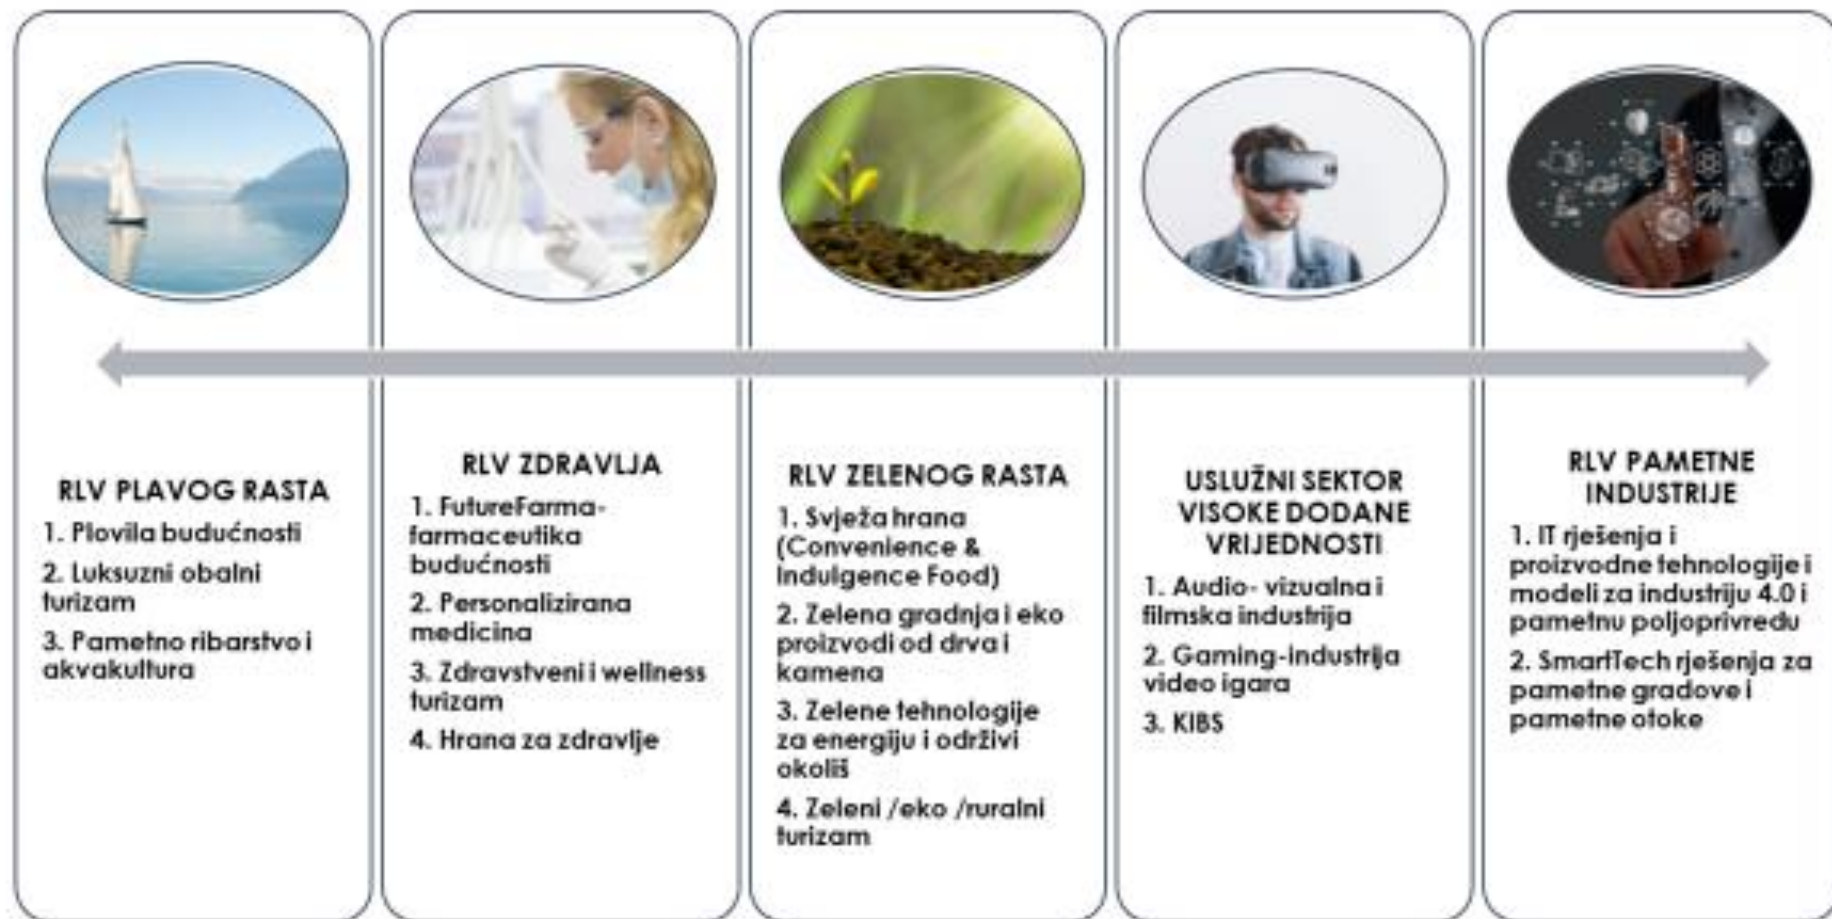 RLV PLAVOG RASTA
1. Plovila budućnosti
2. Luksuzni obalni
turizam
3. Pametno ribarstvo i
akvakultura
RLV ZDRAVLJA
1. FutureFarma-
farmaceutika
budućnosti
2. Personalizirana
medicina
3. Zdravstveni i wellness
turizam
4. Hrana za zdravlje
RLV ZELENOG RASTA
1. Svježa hrana
(Convenience &
Indulgence Food)
2. Zelena gradnja i eko
proizvodi od drva i
kamena
3. Zelene tehnologije
za energiju i održivi
okoliš
4. Zeleni /eko /ruralni
turizam
USLUŽNI SEKTOR
VISOKE DODANE
VRIJEDNOSTI
1. Audio- vizualna i
filmska industrija
2. Gaming-industrija
video igara
3. KIBS
RLV PAMETNE
INDUSTRIJE
1. IT rješenja i
proizvodne tehnologije i
modeli za industriju 4.0 i
pametnu poljoprivredu
2. SmartTech rješenja za
pametne gradove i
pametne otoke